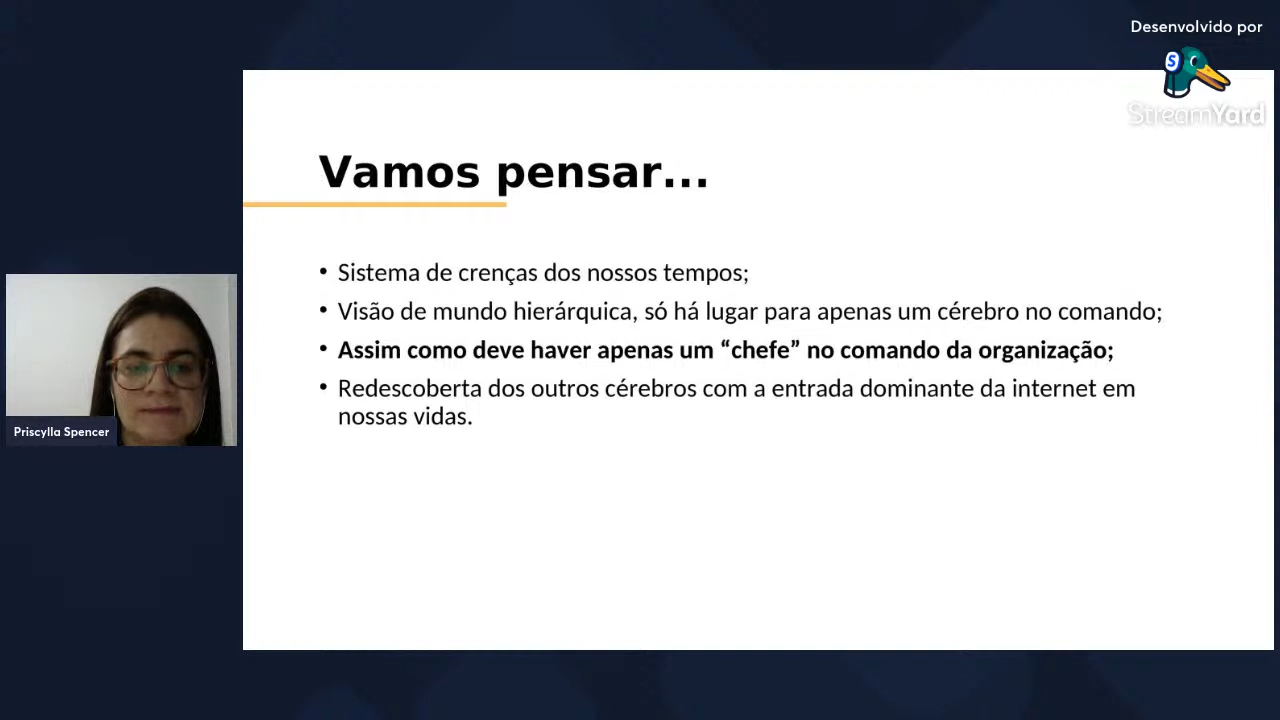 Desenvolvido por
StreamYard
Vamos pensar...
• Sistema de crenças dos nossos tempos;
• Visão de mundo hierárquica, só há lugar para apenas um cérebro no comando;
• Assim como deve haver apenas um “chefe” no comando da organização;
• Redescoberta dos outros cérebros com a entrada dominante da internet em
nossas vidas.
Priscylla Spencer